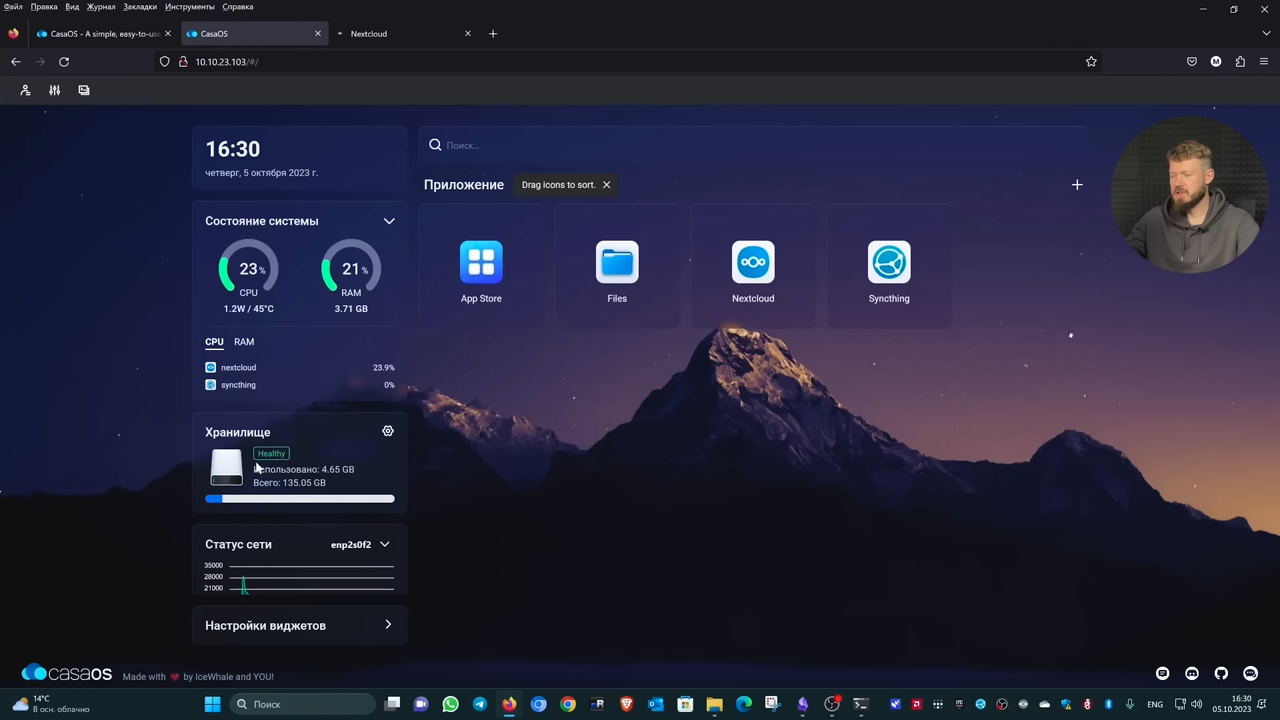 Файл Правка Вид Журнал Закладки Инструменты Справка
CasaOS - A simple, easy-to-use
CasaOS
Nextcloud
10.10.23.103/#/
M
16:30
четверг, 5 октября 2023 г.
Поиск...
Приложение
Drag icons to sort.
Состояние системы
23%
CPU
1.2W / 45°C
21%
RAM
3.71 GB
App Store
Files
Nextcloud
Syncthing
CPU RAM
nextcloud 23.9%
syncthing 0%
Хранилище
Healthy
Использовано: 4.65 GB
Всего: 135.05 GB
Статус сети
enp2s0f2
35000
28000
21000
Настройки виджетов
CasaOS
Made with ❤ by IceWhale and YOU!
14°C
В осн. облачно
Поиск
ENG
16:30
05.10.2023